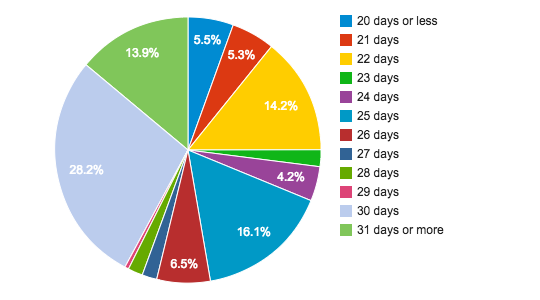 5.5%
5.3%
14.2%
4.2%
16.1%
6.5%
28.2%
13.9%
20 days or less
21 days
22 days
23 days
24 days
25 days
26 days
27 days
28 days
29 days
30 days
31 days or more